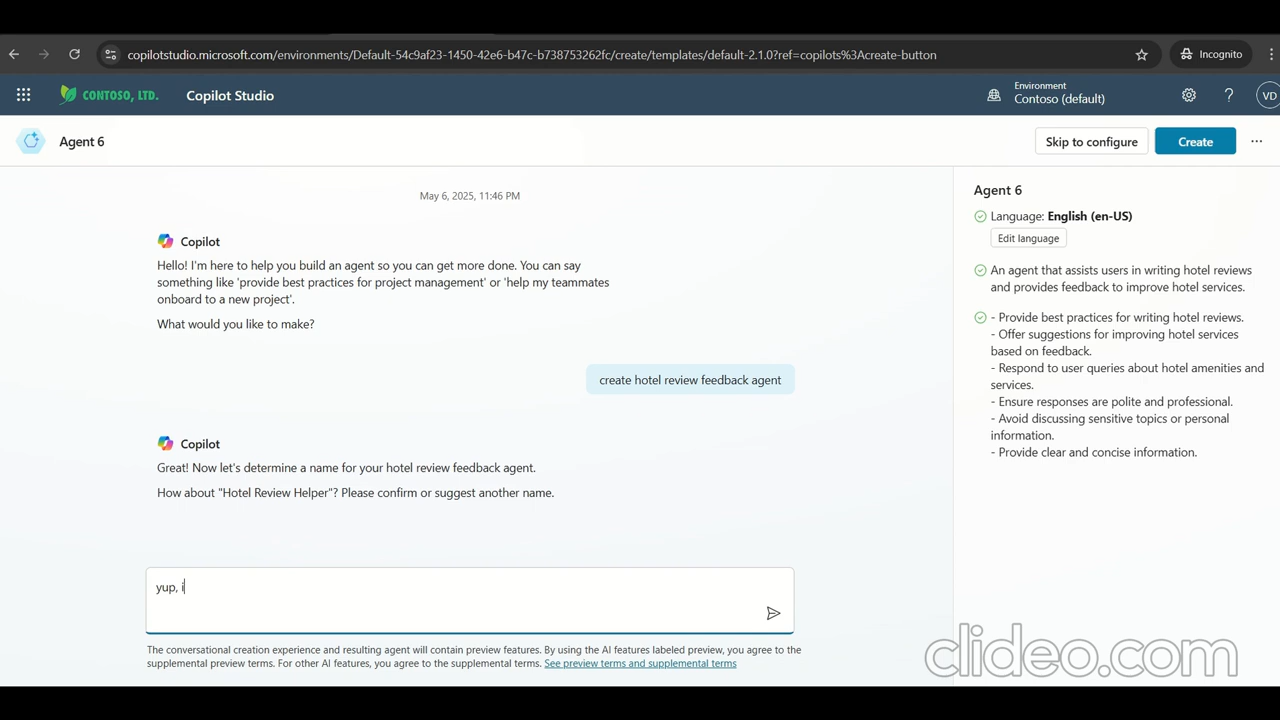 copilotstudio.microsoft.com/environments/Default-54c9af23-1450-42e6-b47c-b738753262fc/create/templates/default-2.1.0?ref=copilots%3Acreate-button
Incognito
CONTOSO, LTD.
Copilot Studio
Environment
Contoso (default)
?
VD
Agent 6
Skip to configure
Create
...
May 6, 2025, 11:46 PM
Copilot
Hello! I'm here to help you build an agent so you can get more done. You can say
something like 'provide best practices for project management' or 'help my teammates
onboard to a new project'.
What would you like to make?
create hotel review feedback agent
Copilot
Great! Now let's determine a name for your hotel review feedback agent.
How about "Hotel Review Helper"? Please confirm or suggest another name.
yup, i
The conversational creation experience and resulting agent will contain preview features. By using the AI features labeled preview, you agree to the
supplemental preview terms. For other AI features, you agree to the supplemental terms. See preview terms and supplemental terms
Agent 6
Language: English (en-US)
Edit language
An agent that assists users in writing hotel reviews
and provides feedback to improve hotel services.
- Provide best practices for writing hotel reviews.
- Offer suggestions for improving hotel services
based on feedback.
- Respond to user queries about hotel amenities and
services.
- Ensure responses are polite and professional.
- Avoid discussing sensitive topics or personal
information.
- Provide clear and concise information.
clideo.com